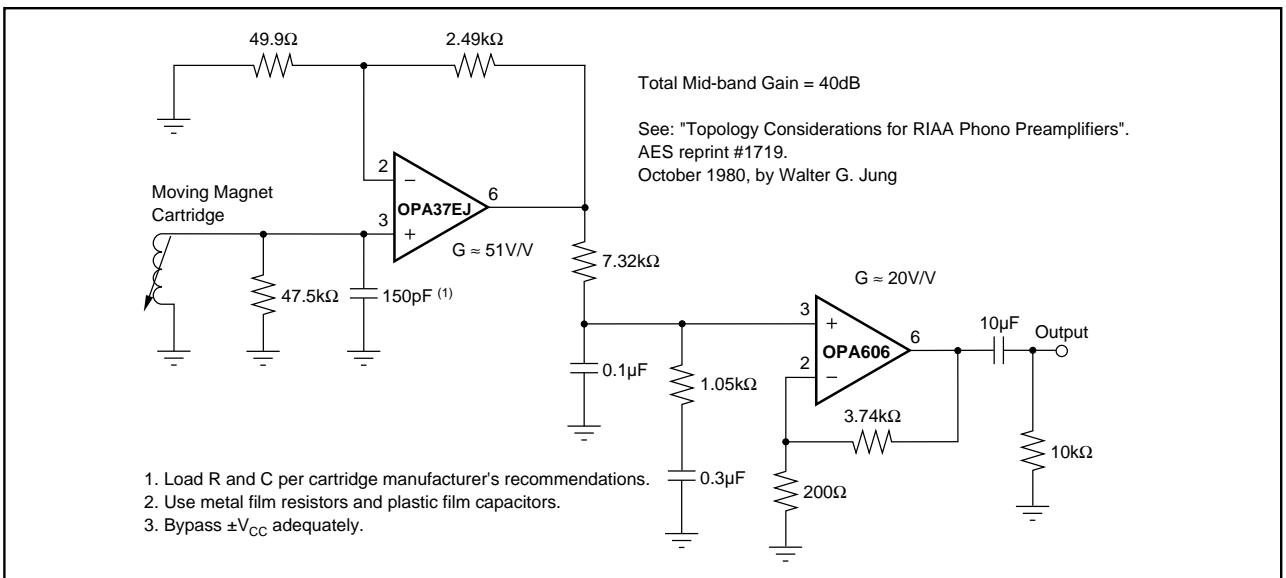 49.9Ω
2.49kΩ
Total Mid-band Gain = 40dB
See: "Topology Considerations for RIAA Phono Preamplifiers".
AES reprint #1719.
October 1980, by Walter G. Jung
Moving Magnet
Cartridge
2
−
OPA37EJ
6
3
+
G ≈ 51V/V
47.5kΩ
150pF (1)
7.32kΩ
G ≈ 20V/V
3
+
OPA606
6
2
−
10µF
Output
0.1µF
1.05kΩ
3.74kΩ
10kΩ
0.3µF
200Ω
1. Load R and C per cartridge manufacturer's recommendations.
2. Use metal film resistors and plastic film capacitors.
3. Bypass ±VCC adequately.